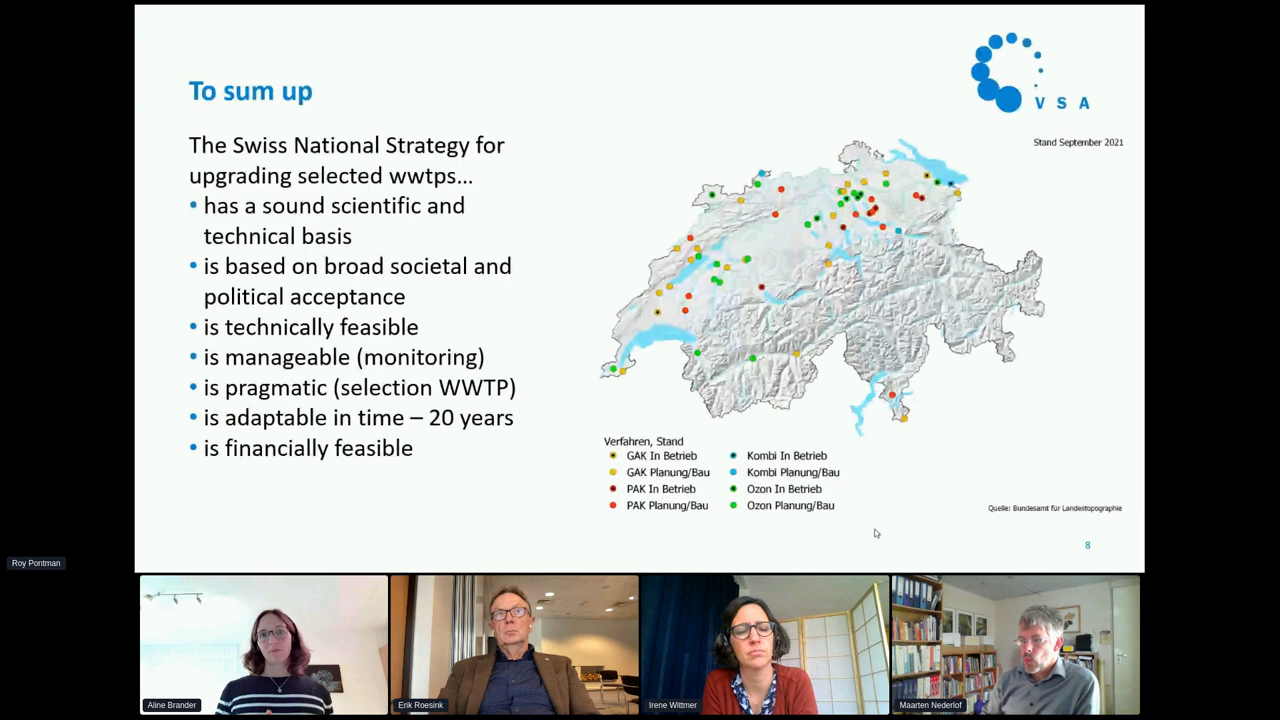 To sum up
V S A
Stand September 2021
The Swiss National Strategy for
upgrading selected wwtps...
• has a sound scientific and
technical basis
• is based on broad societal and
political acceptance
• is technically feasible
• is manageable (monitoring)
• is pragmatic (selection WWTP)
• is adaptable in time – 20 years
• is financially feasible
Verfahren, Stand
GAK In Betrieb
GAK Planung/Bau
PAK In Betrieb
PAK Planung/Bau
Kombi In Betrieb
Kombi Planung/Bau
Ozon In Betrieb
Ozon Planung/Bau
Quelle: Bundesamt für Landestopographie
8
Roy Pontman
Aline Brander
Erik Roesink
Irene Wittmer
Maarten Nederlof